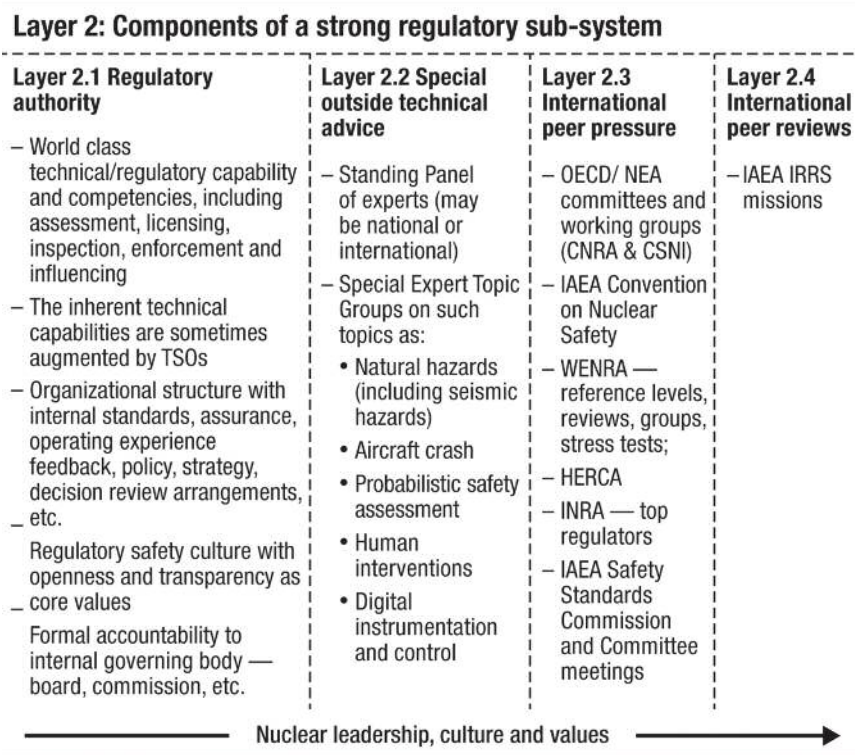 Layer 2: Components of a strong regulatory sub-system
Layer 2.1 Regulatory
authority
– World class
technical/regulatory capability
and competencies, including
assessment, licensing,
inspection, enforcement and
influencing
– The inherent technical
capabilities are sometimes
augmented by TSOs
– Organizational structure with
internal standards, assurance,
operating experience
feedback, policy, strategy,
decision review arrangements,
– etc.
Regulatory safety culture with
openness and transparency as
– core values
Formal accountability to
internal governing body —
board, commission, etc.
Layer 2.2 Special
outside technical
advice
– Standing Panel
of experts (may
be national or
international)
– Special Expert Topic
Groups on such
topics as:
• Natural hazards
(including seismic
hazards)
• Aircraft crash
• Probabilistic safety
assessment
• Human
interventions
• Digital
instrumentation
and control
Layer 2.3
International
peer pressure
– OECD/ NEA
committees and
working groups
(CNRA & CSNI)
– IAEA Convention
on Nuclear
Safety
– WENRA —
reference levels,
reviews, groups,
stress tests;
– HERCA
– INRA — top
regulators
– IAEA Safety
Standards
Commission
and Committee
meetings
Layer 2.4
International
peer reviews
– IAEA IRRS
missions
Nuclear leadership, culture and values